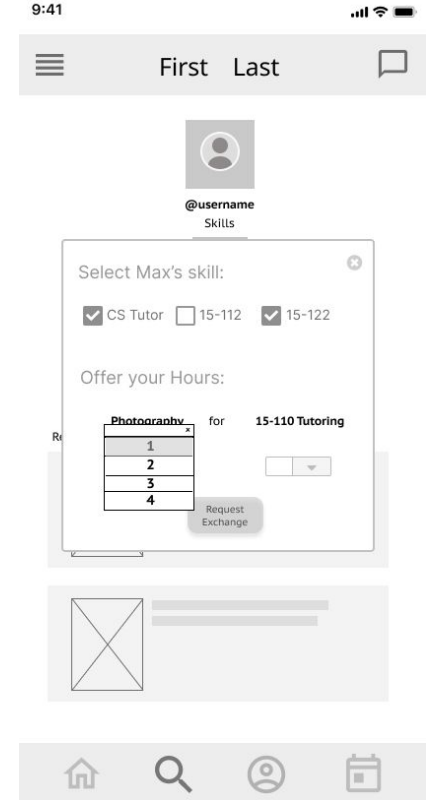 9:41
First Last
@username
Skills
Select Max's skill:
CS Tutor 15-112 15-122
Offer your Hours:
Photography for 15-110 Tutoring
1
2
3
4
Request
Exchange